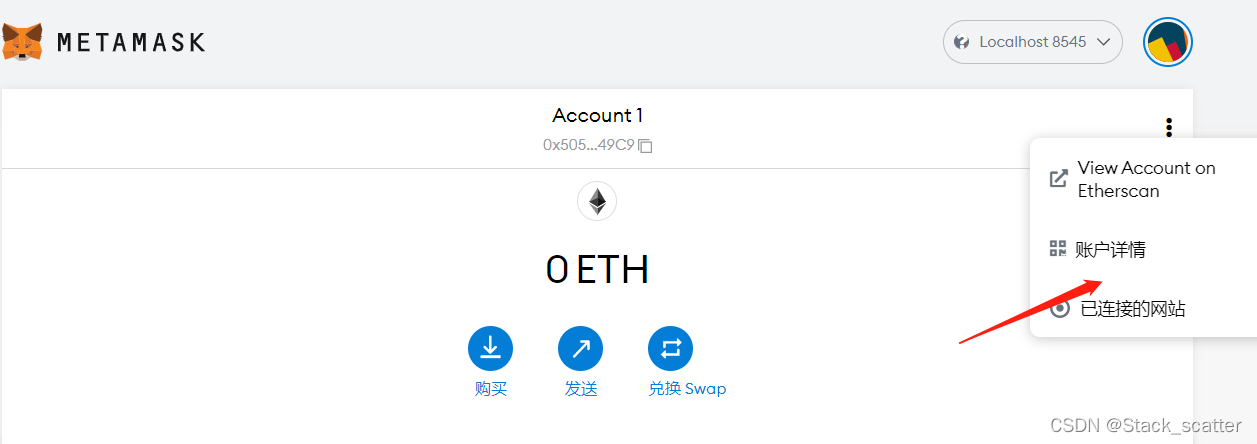 METAMASK
Localhost 8545
Account 1
0x505...49C9
View Account on
Etherscan
账户详情
已连接的网站
0 ETH
购买
发送
兑换 Swap
CSDN @Stack_scatter